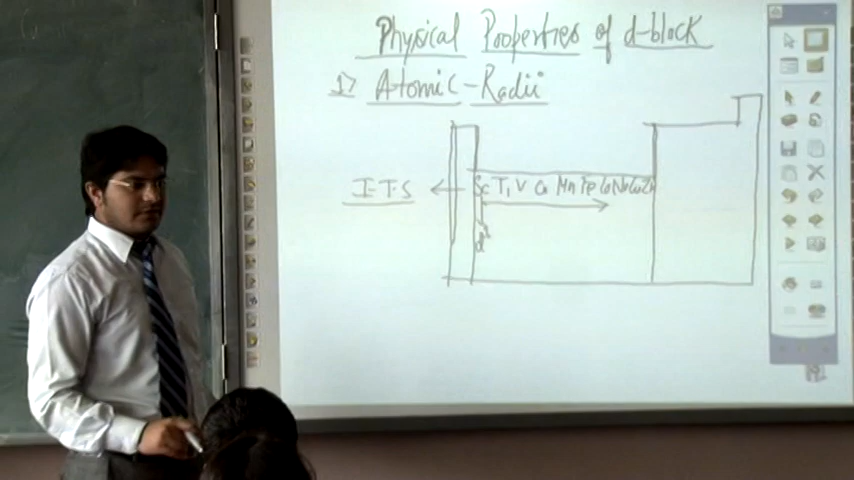 Physical Properties of d-block
1> Atomic-Radii
I·T·S ← Sc Ti V Cr Mn Fe Co Ni Cu Zn